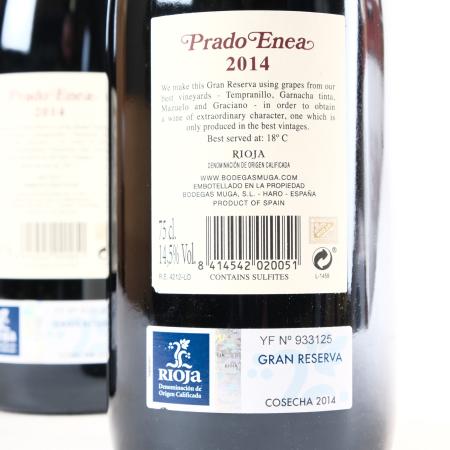 Prado Enea
2014
We make this Gran Reserva using grapes from our
best vineyards - Tempranillo, Garnacha tinta,
Mazuelo and Graciano - in order to obtain
a wine of extraordinary character, one which is
only produced in the best vintages.
Best served at: 18º C
RIOJA
DENOMINACIÓN DE ORIGEN CALIFICADA
WWW.BODEGASMUGA.COM
EMBOTELLADO EN LA PROPIEDAD
BODEGAS MUGA, S.L. - HARO - ESPAÑA
PRODUCT OF SPAIN
75 cl.
14,5% Vol.
8 414542 020051
R.E. 4212-LO
CONTAINS SULFITES
L-1458
YF Nº 933125
GRAN RESERVA
COSECHA 2014
RIOJA
Denominación de
Origen Calificada
Prado Enea
2014